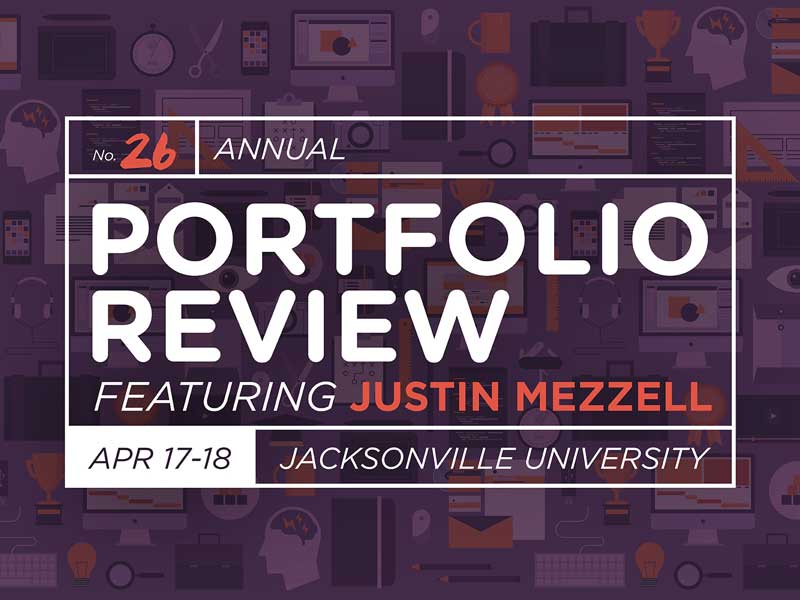 No. 26 ANNUAL
PORTFOLIO
REVIEW
FEATURING JUSTIN MEZZELL
APR 17-18 JACKSONVILLE UNIVERSITY